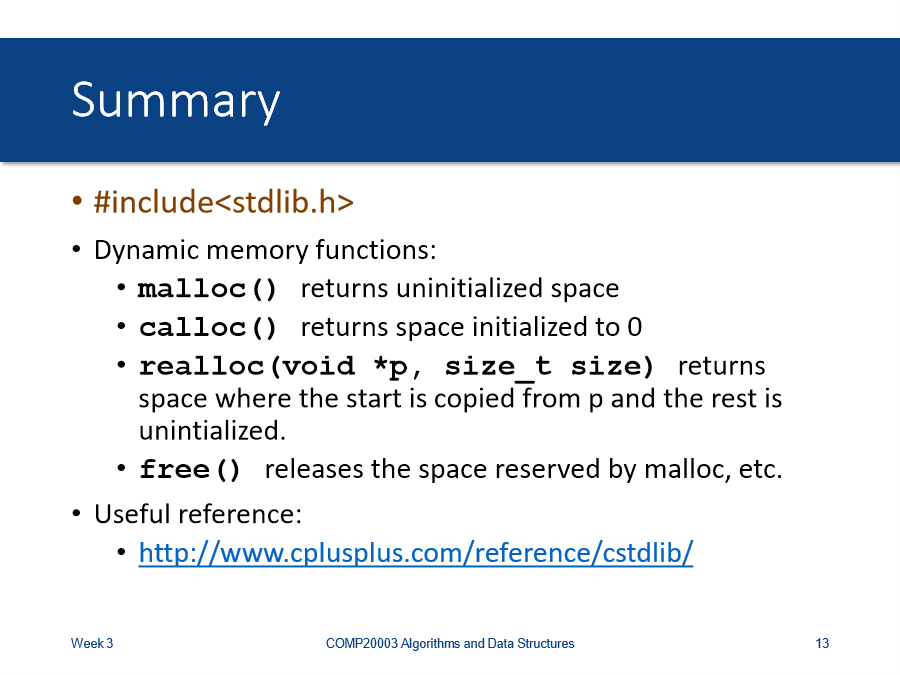 Summary
• #include<stdlib.h>
• Dynamic memory functions:
• malloc() returns uninitialized space
• calloc() returns space initialized to 0
• realloc(void *p, size_t size) returns
space where the start is copied from p and the rest is
unintialized.
• free() releases the space reserved by malloc, etc.
• Useful reference:
• http://www.cplusplus.com/reference/cstdlib/
Week 3
COMP20003 Algorithms and Data Structures
13